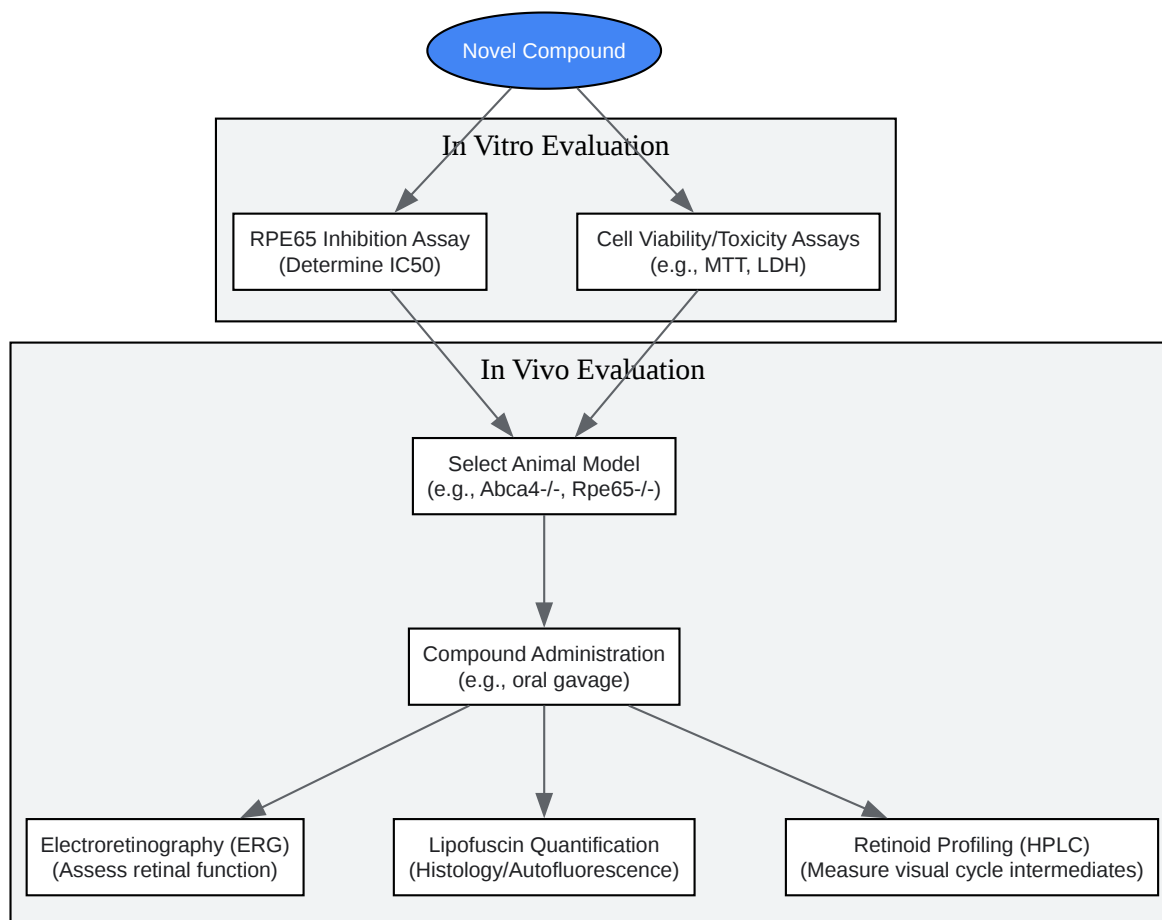 Novel Compound
In Vitro Evaluation
RPE65 Inhibition Assay
(Determine IC50)
Cell Viability/Toxicity Assays
(e.g., MTT, LDH)
In Vivo Evaluation
Select Animal Model
(e.g., Abca4-/-, Rpe65-/-)
Compound Administration
(e.g., oral gavage)
Electroretinography (ERG)
(Assess retinal function)
Lipofuscin Quantification
(Histology/Autofluorescence)
Retinoid Profiling (HPLC)
(Measure visual cycle intermediates)